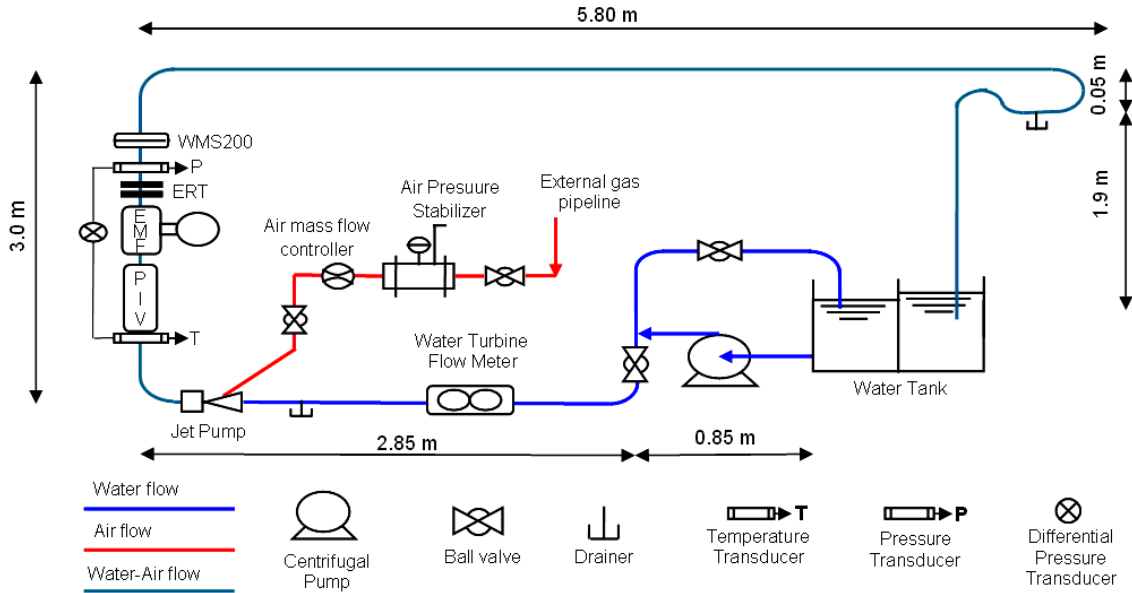 5.80 m
0.05 m
WMS200
P
ERT
EMF
Air Presuure
Stabilizer
External gas
pipeline
Air mass flow
controller
1.9 m
3.0 m
PIV
T
Water Turbine
Flow Meter
Water Tank
Jet Pump
2.85 m
0.85 m
Water flow
Air flow
Water-Air flow
Centrifugal
Pump
Ball valve
Drainer
T
Temperature
Transducer
P
Pressure
Transducer
Differential
Pressure
Transducer